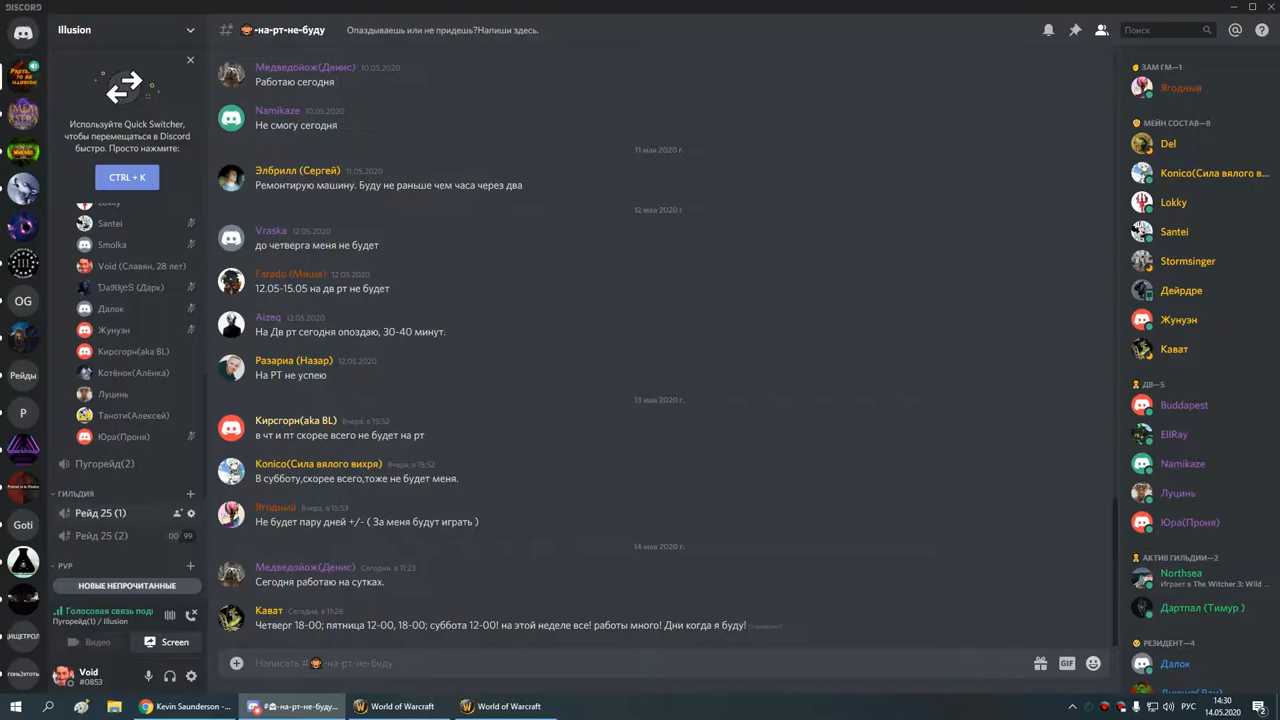 DISCORD
Illusion
-на-рт-не-буду
Опаздываешь или не придешь?Напиши здесь.
Поиск
Используйте Quick Switcher,
чтобы перемещаться в Discord
быстро. Просто нажмите:
CTRL + K
Lokky
Santei
Smolka
Void (Славян, 28 лет)
ƊaɌƙeS (Дарк)
Далок
Жунуэн
Кирсгорн(aka BL)
Котёнох(Алёнка)
Луцинь
Таноти(Алексей)
Юра(Проня)
Пугорейд(2)
ГИЛЬДИЯ
Рейд 25 (1)
Рейд 25 (2)
00 99
PVP
НОВЫЕ НЕПРОЧИТАННЫЕ
Голосовая связь под
Пугорейд(1) / Illusion
Видео
Screen
Void
#0853
OG
Рейды
P
Goti
Медведойож(Денис) 10.05.2020
Работаю сегодня
Namikaze 10.05.2020
Не смогу сегодня
11 мая 2020 г.
Элбрилл (Сергей) 11.05.2020
Ремонтирую машину. Буду не раньше чем часа через два
12 мая 2020 г
Vraska 12.05.2020
до четверга меня не будет
Farado (Миша) 12.05.2020
12.05-15.05 на дв рт не будет
Aizeq 12.05.2020
На Дв рт сегодня опоздаю, 30-40 минут.
Разариа (Назар) 12.05.2020
На РТ не успею
13 мая 2020 г.
Кирсгорн(aka BL) Вчера, в 15:52
в чт и пт скорее всего не будет на рт
Konico(Сила вялого вихря) Вчера, в 15:52
В субботу,скорее всего,тоже не будет меня.
Ягодный Вчера, в 15:53
Не будет пару дней +/- ( За меня будут играть )
14 мая 2020 г.
Медведойож(Денис) Сегодня, в 11:23
Сегодня работаю на сутках.
Кават Сегодня, в 11:26
Четверг 18-00; пятница 12-00, 18-00; суббота 12-00! на этой неделе все! работы много! Дни когда я буду!
Написать #-на-рт-не-буду
GIF
ЗАМ ГМ—1
Ягодный
МЕЙН СОСТАВ—8
Del
Konico(Сила вялого в...
Lokky
Santei
Stormsinger
Дейрдре
Жунуэн
Кават
ДВ—5
Buddapest
EllRay
Namikaze
Луцинь
Юра(Проня)
АКТИВ ГИЛЬДИИ—2
Northsea
Играет в The Witcher 3: Wild ...
Дартпал (Тимур )
РЕЗИДЕНТ—4
Далок
Kevin Saunderson -...
#-на-рт-не-буду...
World of Warcraft
World of Warcraft
РУС
14:30
14.05.2020
2